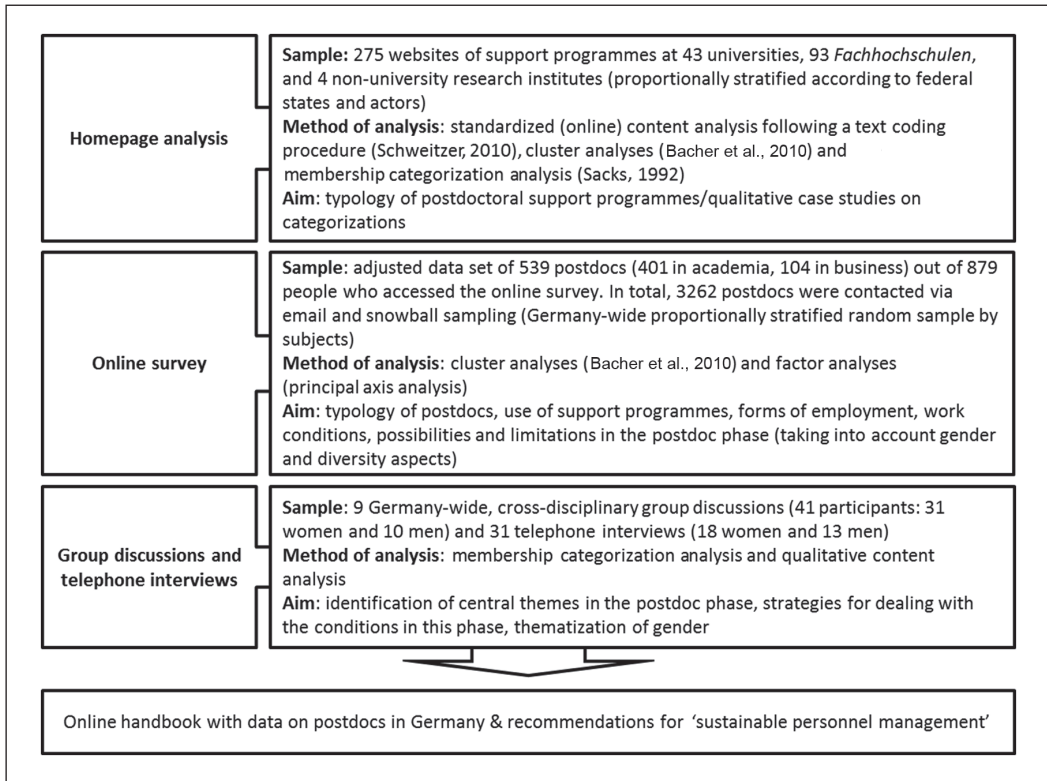 Homepage analysis
Sample: 275 websites of support programmes at 43 universities, 93 Fachhochschulen,
and 4 non-university research institutes (proportionally stratified according to federal
states and actors)
Method of analysis: standardized (online) content analysis following a text coding
procedure (Schweitzer, 2010), cluster analyses (Bacher et al., 2010) and
membership categorization analysis (Sacks, 1992)
Aim: typology of postdoctoral support programmes/qualitative case studies on
categorizations
Online survey
Sample: adjusted data set of 539 postdocs (401 in academia, 104 in business) out of 879
people who accessed the online survey. In total, 3262 postdocs were contacted via
email and snowball sampling (Germany-wide proportionally stratified random sample by
subjects)
Method of analysis: cluster analyses (Bacher et al., 2010) and factor analyses
(principal axis analysis)
Aim: typology of postdocs, use of support programmes, forms of employment, work
conditions, possibilities and limitations in the postdoc phase (taking into account gender
and diversity aspects)
Group discussions and
telephone interviews
Sample: 9 Germany-wide, cross-disciplinary group discussions (41 participants: 31
women and 10 men) and 31 telephone interviews (18 women and 13 men)
Method of analysis: membership categorization analysis and qualitative content
analysis
Aim: identification of central themes in the postdoc phase, strategies for dealing with
the conditions in this phase, thematization of gender
Online handbook with data on postdocs in Germany & recommendations for ‘sustainable personnel management’